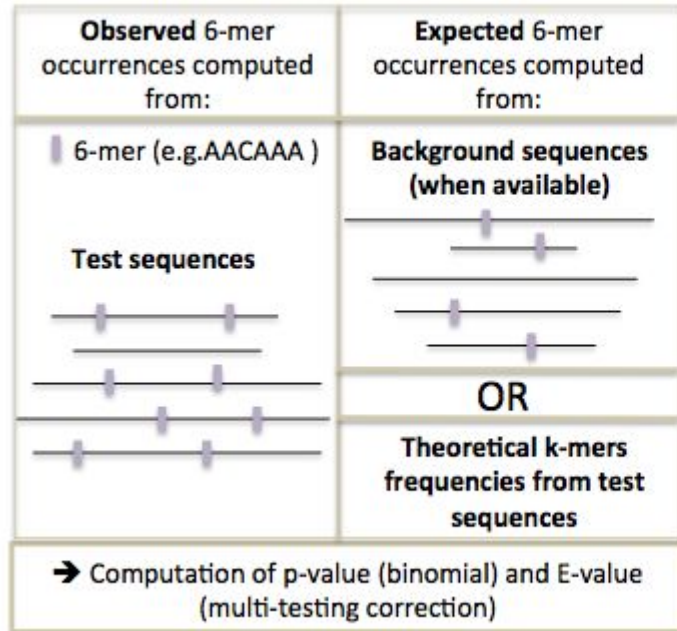 Observed 6-mer
occurrences computed
from:
Expected 6-mer
occurrences computed
from:
6-mer (e.g.AACAAA )
Test sequences
Background sequences
(when available)
OR
Theoretical k-mers
frequencies from test
sequences
➔ Computation of p-value (binomial) and E-value
(multi-testing correction)